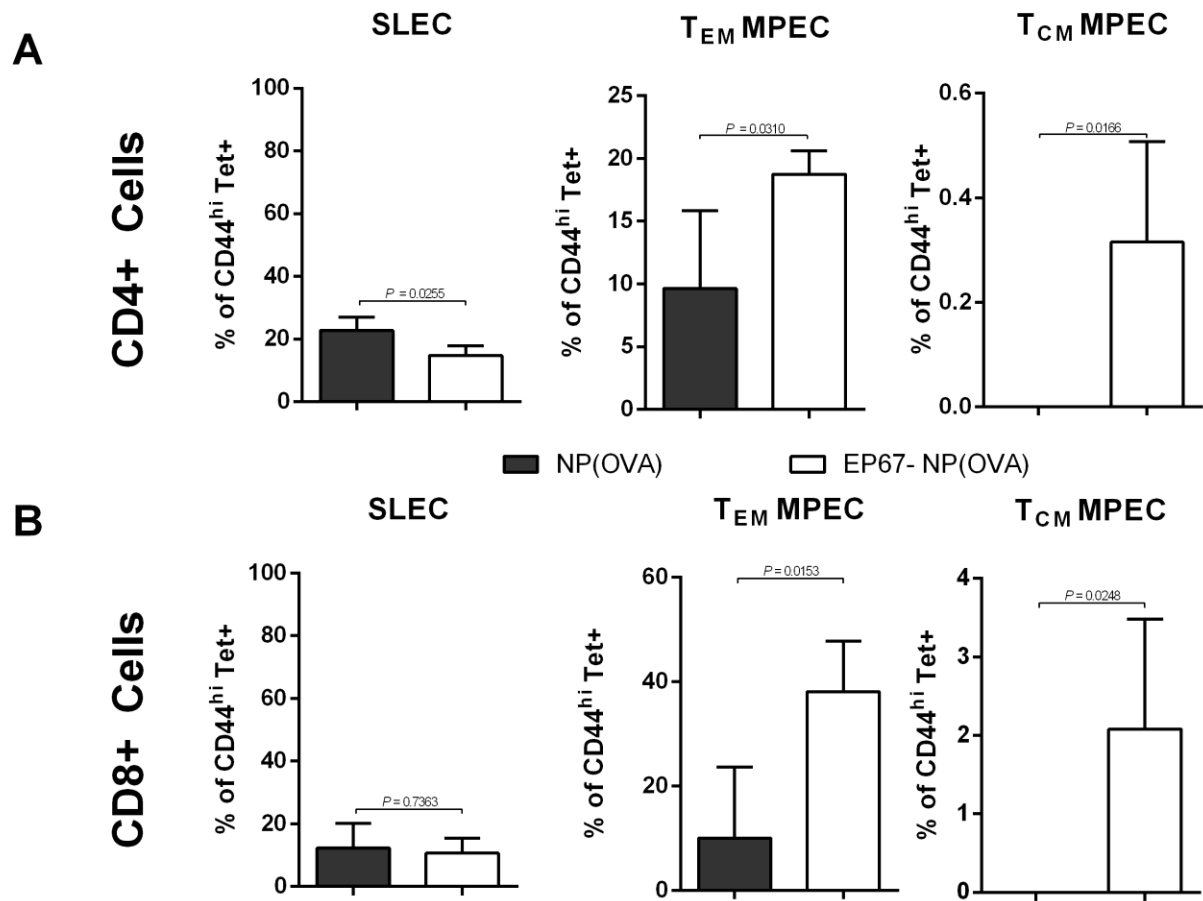 A
CD4+ Cells
SLEC
% of CD44hi Tet+
100
80
60
40
20
0
P = 0.0255
TEM MPEC
% of CD44hi Tet+
25
20
15
10
5
0
P = 0.0310
TCM MPEC
% of CD44hi Tet+
0.6
0.4
0.2
0.0
P = 0.0166
NP(OVA)
EP67- NP(OVA)
B
CD8+ Cells
SLEC
% of CD44hi Tet+
100
80
60
40
20
0
P = 0.7363
TEM MPEC
% of CD44hi Tet+
60
40
20
0
P = 0.0153
TCM MPEC
% of CD44hi Tet+
4
3
2
1
0
P = 0.0248